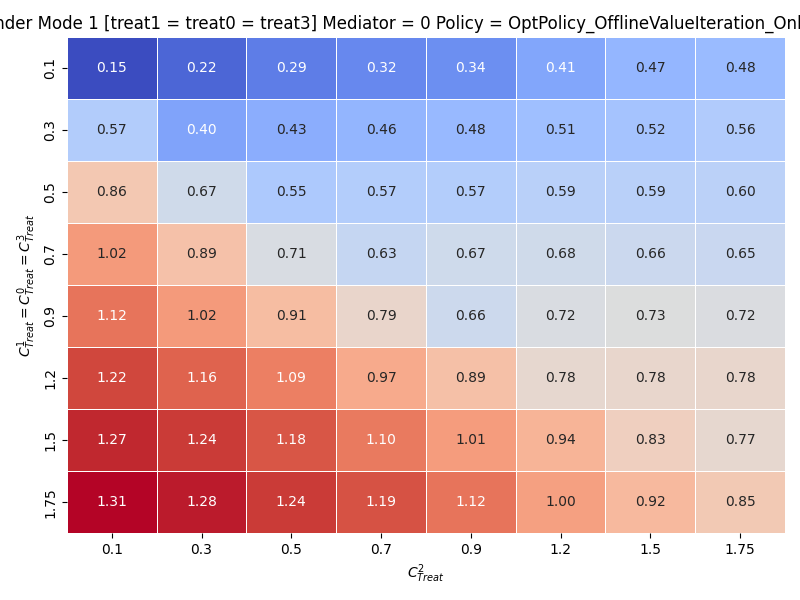 nder Mode 1 [treat1 = treat0 = treat3] Mediator = 0 Policy = OptPolicy_OfflineValueIteration_Onl
0.1 0.15 0.22 0.29 0.32 0.34 0.41 0.47 0.48
0.3 0.57 0.40 0.43 0.46 0.48 0.51 0.52 0.56
0.5 0.86 0.67 0.55 0.57 0.57 0.59 0.59 0.60
0.7 1.02 0.89 0.71 0.63 0.67 0.68 0.66 0.65
0.9 1.12 1.02 0.91 0.79 0.66 0.72 0.73 0.72
1.2 1.22 1.16 1.09 0.97 0.89 0.78 0.78 0.78
1.5 1.27 1.24 1.18 1.10 1.01 0.94 0.83 0.77
1.75 1.31 1.28 1.24 1.19 1.12 1.00 0.92 0.85
0.1 0.3 0.5 0.7 0.9 1.2 1.5 1.75
C^2_{Treat}
C^1_{Treat} = C^0_{Treat} = C^3_{Treat}